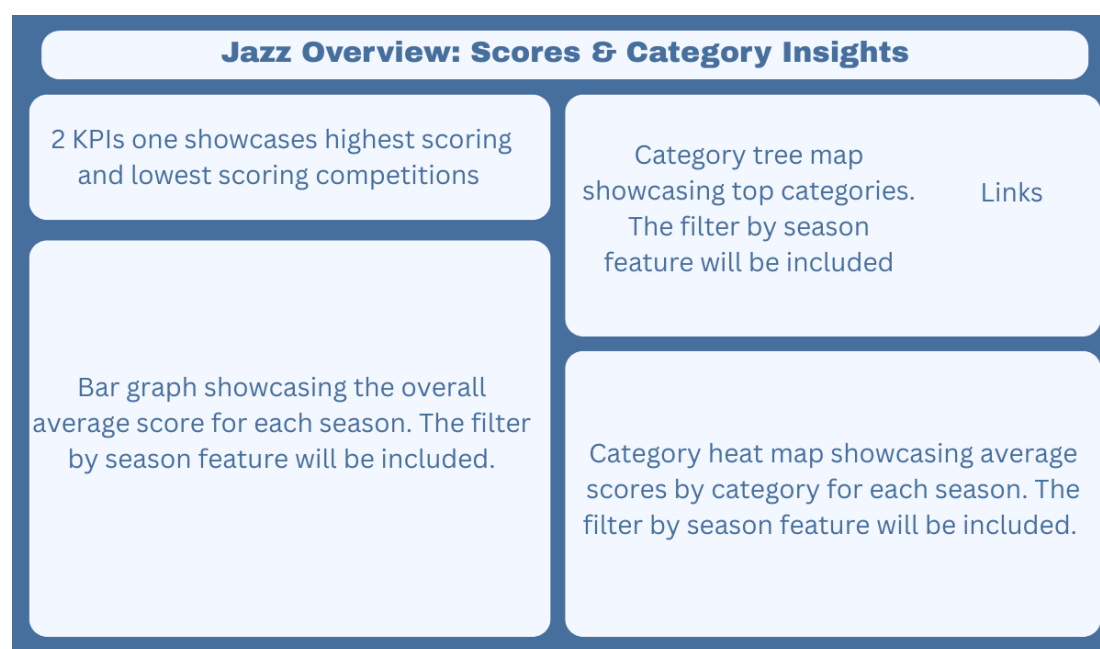 Jazz Overview: Scores & Category Insights
2 KPIs one showcases highest scoring
and lowest scoring competitions
Category tree map
showcasing top categories.
The filter by season
feature will be included
Links
Bar graph showcasing the overall
average score for each season. The filter
by season feature will be included.
Category heat map showcasing average
scores by category for each season. The
filter by season feature will be included.